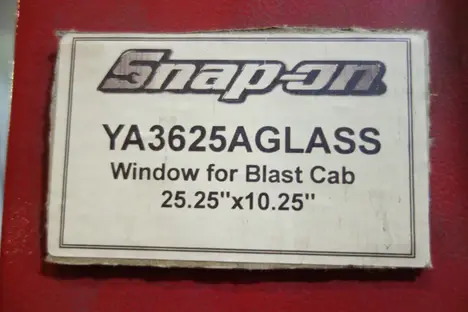 Snap-on
YA3625AGLASS
Window for Blast Cab
25.25"x10.25"